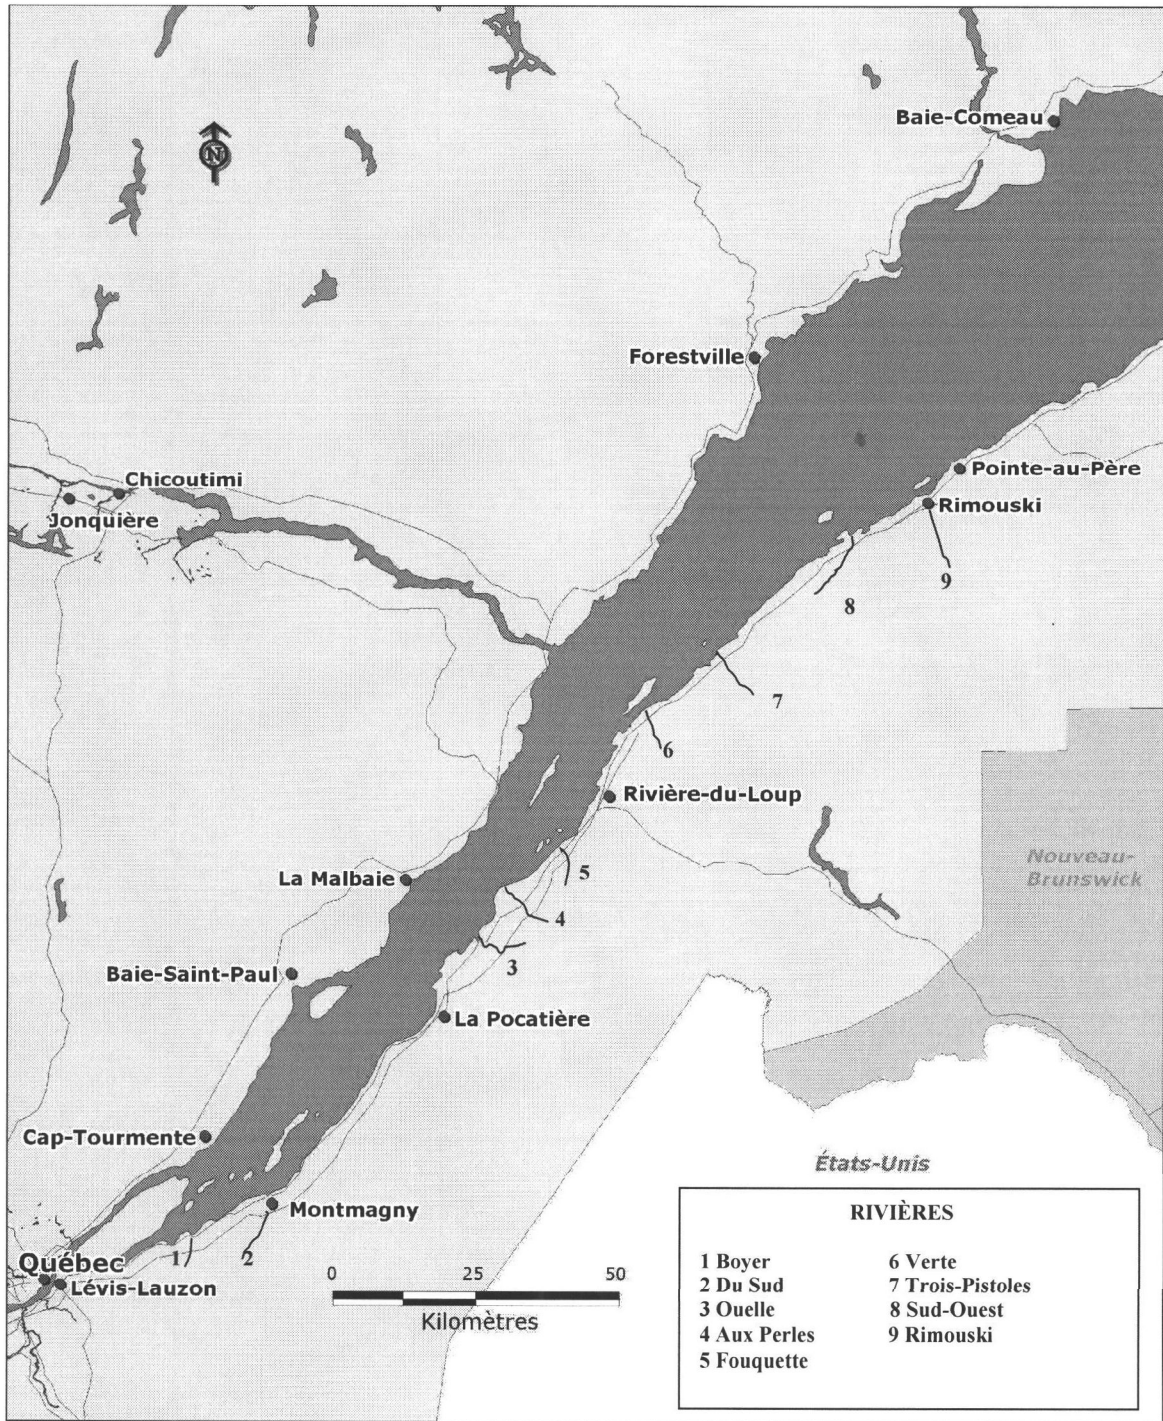 N
Baie-Comeau
Forestville
Chicoutimi
Jonquière
Pointe-au-Père
Rimouski
9
8
7
6
Rivière-du-Loup
Nouveau-
Brunswick
La Malbaie
5
4
3
Baie-Saint-Paul
La Pocatière
Cap-Tourmente
États-Unis
Montmagny
1
2
Québec
Lévis-Lauzon
0 25 50
Kilomètres
RIVIÈRES
1 Boyer
2 Du Sud
3 Ouelle
4 Aux Perles
5 Fouquette
6 Verte
7 Trois-Pistoles
8 Sud-Ouest
9 Rimouski